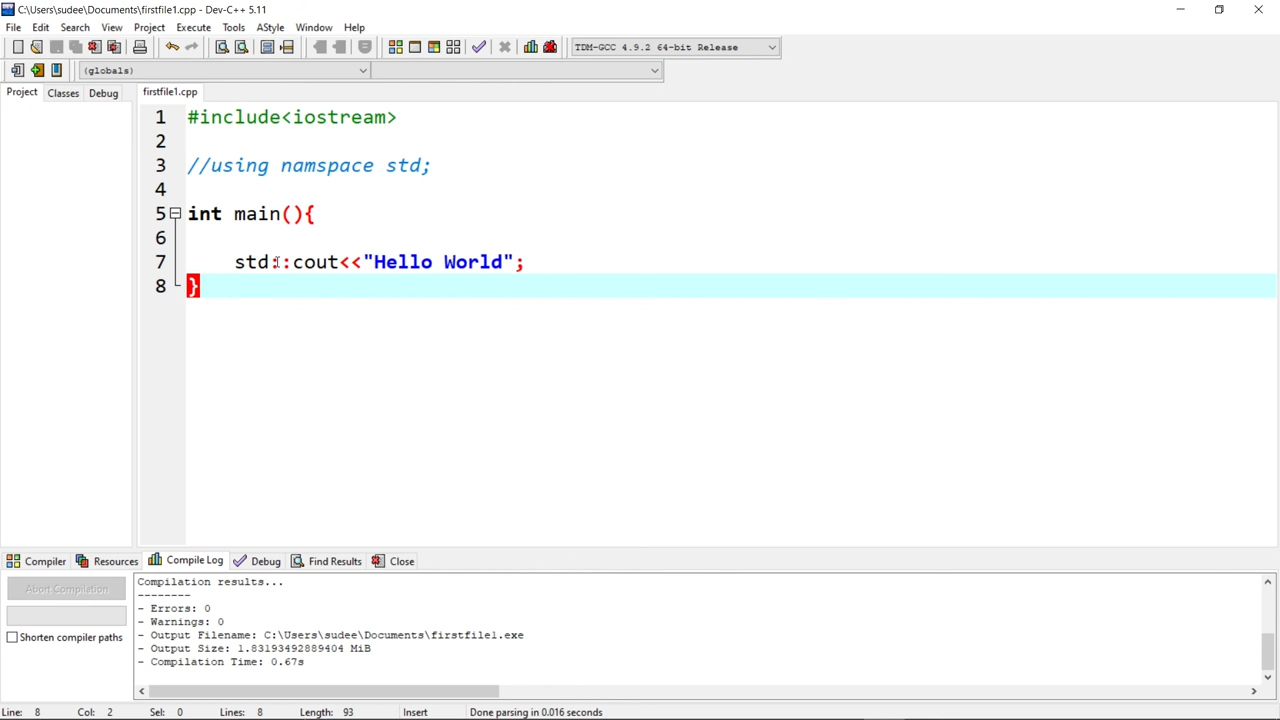 C:\Users\sudee\Documents\firstfile1.cpp - Dev-C++ 5.11
File Edit Search View Project Execute Tools AStyle Window Help
TDM-GCC 4.9.2 64-bit Release
(globals)
Project Classes Debug firstfile1.cpp
1 #include<iostream>
2
3 //using namspace std;
4
5 int main(){
6
7 std::cout<<"Hello World";
8 }
Compiler Resources Compile Log Debug Find Results Close
Abort Compilation
Shorten compiler paths
Compilation results...
--------
- Errors: 0
- Warnings: 0
- Output Filename: C:\Users\sudee\Documents\firstfile1.exe
- Output Size: 1.83193492889404 MiB
- Compilation Time: 0.67s
Line: 8 Col: 2 Sel: 0 Lines: 8 Length: 93 Insert Done parsing in 0.016 seconds